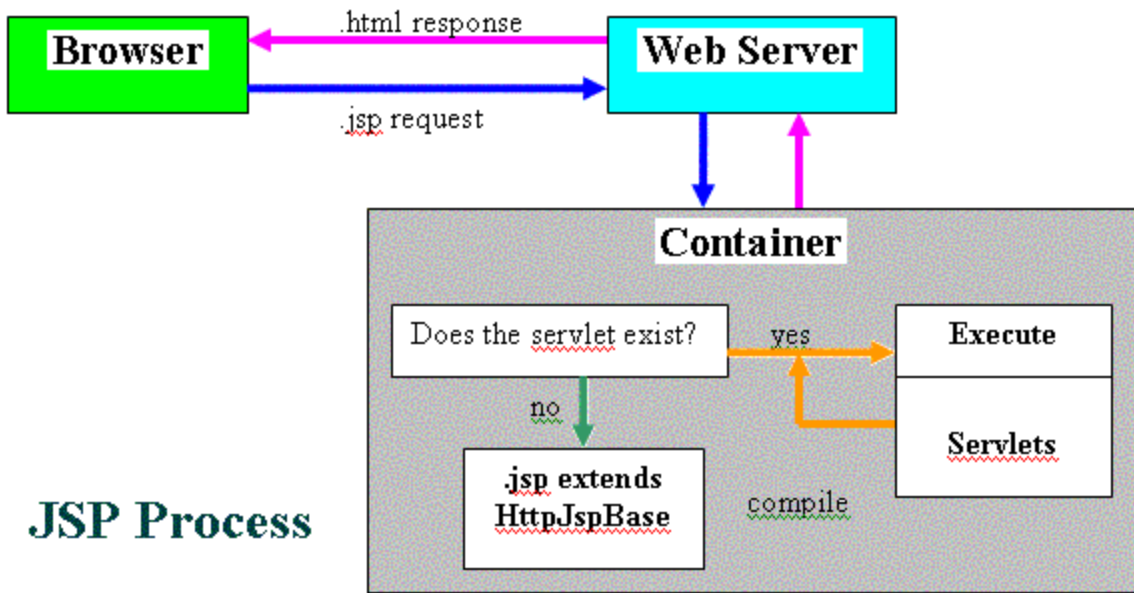 .html response
Browser
Web Server
.jsp request
Container
Does the servlet exist?
yes
Execute
no
Servlets
.jsp extends
HttpJspBase
compile
JSP Process